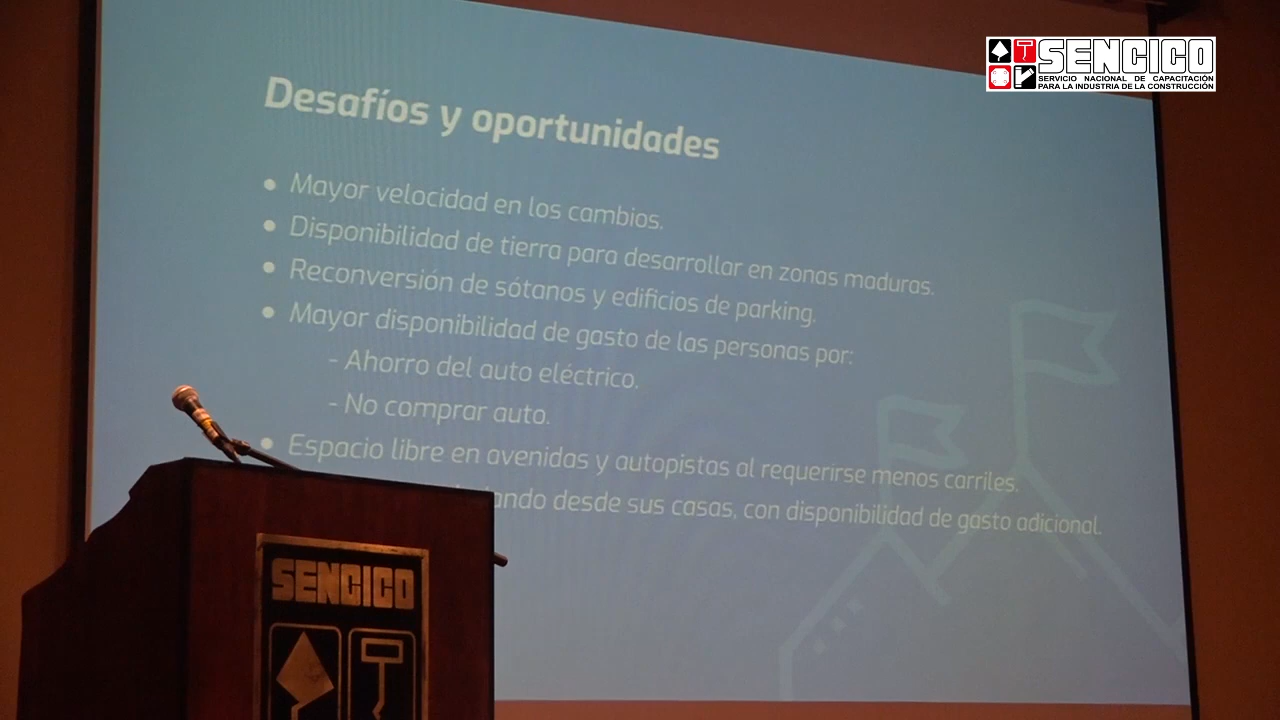 SENCICO
SERVICIO NACIONAL DE CAPACITACIÓN
PARA LA INDUSTRIA DE LA CONSTRUCCIÓN
Desafíos y oportunidades
• Mayor velocidad en los cambios.
• Disponibilidad de tierra para desarrollar en zonas maduras.
• Reconversión de sótanos y edificios de parking.
• Mayor disponibilidad de gasto de las personas por:
- Ahorro del auto eléctrico.
- No comprar auto.
• Espacio libre en avenidas y autopistas al requerirse menos carriles.
desde sus casas, con disponibilidad de gasto adicional.
SENCICO